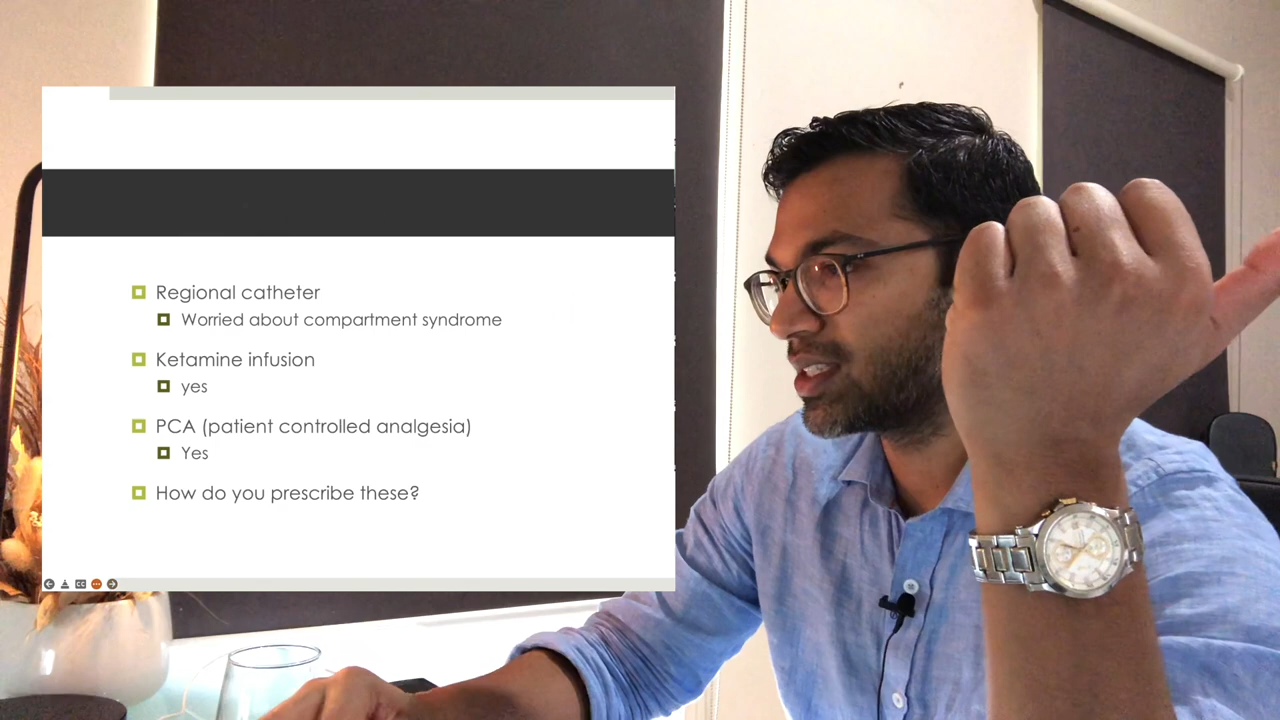 Regional catheter
Worried about compartment syndrome
Ketamine infusion
yes
PCA (patient controlled analgesia)
Yes
How do you prescribe these?